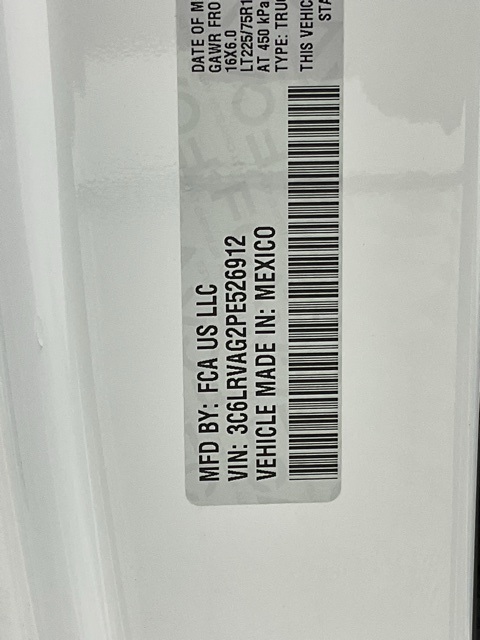 MFD BY: FCA US LLC
VIN: 3C6LRVAG2PE526912
VEHICLE MADE IN: MEXICO
DATE OF M
GAWR FRO
16X6.0
LT225/75R1
AT 450 kPa
TYPE: TRU
THIS VEHIC
STA